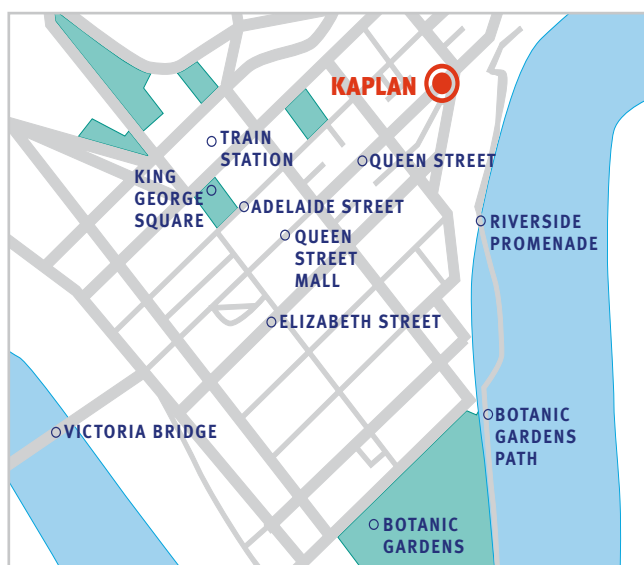 KAPLAN
TRAIN
STATION
QUEEN STREET
KING
GEORGE
SQUARE
ADELAIDE STREET
QUEEN
STREET
MALL
RIVERSIDE
PROMENADE
ELIZABETH STREET
VICTORIA BRIDGE
BOTANIC
GARDENS
PATH
BOTANIC
GARDENS